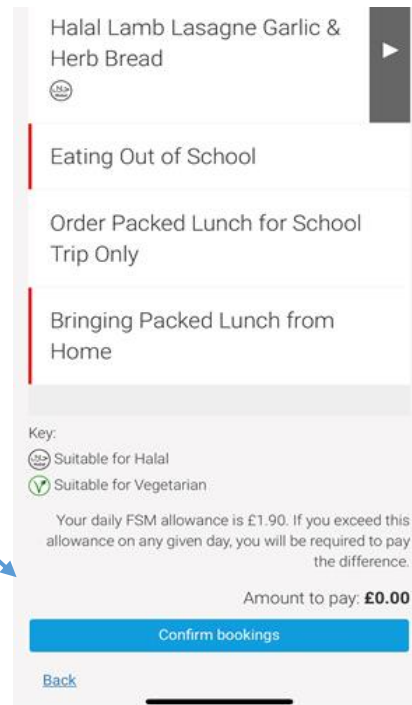 Halal Lamb Lasagne Garlic &
Herb Bread
Eating Out of School
Order Packed Lunch for School
Trip Only
Bringing Packed Lunch from
Home
Key:
Suitable for Halal
Suitable for Vegetarian
Your daily FSM allowance is £1.90. If you exceed this
allowance on any given day, you will be required to pay
the difference.
Amount to pay: £0.00
Confirm bookings
Back